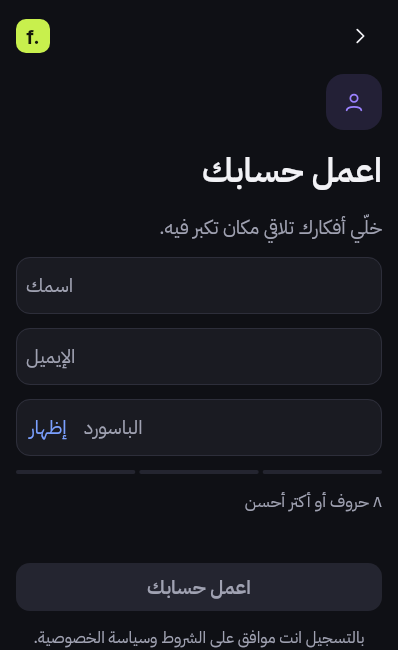 f.
اعمل حسابك
خلّي أفكارك تلاقي مكان تكبر فيه.
اسمك
الإيميل
الباسورد إظهار
٨ حروف أو أكتر أحسن
اعمل حسابك
بالتسجيل انت موافق على الشروط وسياسة الخصوصية.